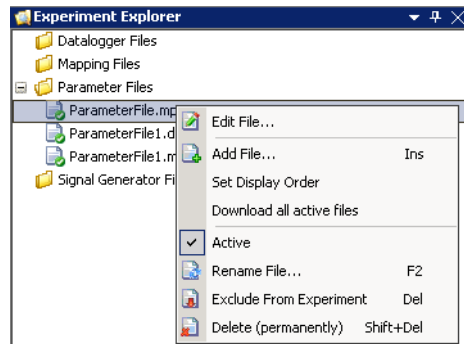 Experiment Explorer
Datalogger Files
Mapping Files
Parameter Files
ParameterFile.mp
ParameterFile1.d
ParameterFile1.m
Signal Generator Fi
Edit File...
Add File... Ins
Set Display Order
Download all active files
Active
Rename File... F2
Exclude From Experiment Del
Delete (permanently) Shift+Del